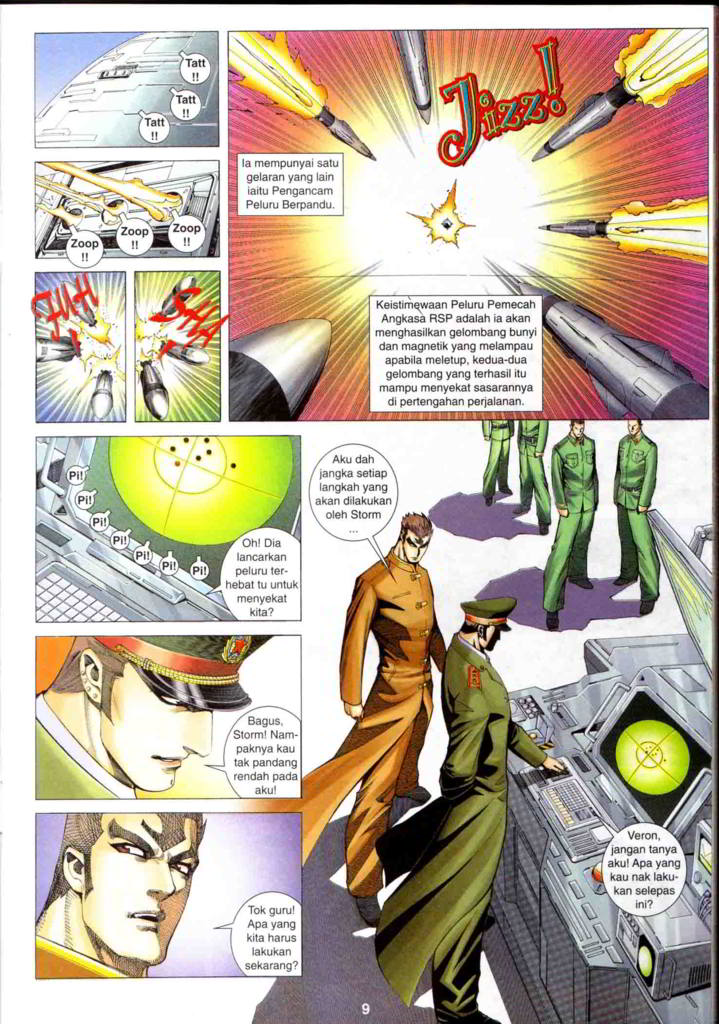 Tatt
!!
Tatt
!!
Tatt
!!
Zoop
!!
Zoop
!!
Zoop
!!
FUH
SHA
Jizz!
Ia mempunyai satu
gelaran yang lain
iaitu Pengancam
Peluru Berpandu.
Keistimewaan Peluru Pemecah
Angkasa RSP adalah ia akan
menghasilkan gelombang bunyi
dan magnetik yang melampau
apabila meletup, kedua-dua
gelombang yang terhasil itu
mampu menyekat sasarannya
di pertengahan perjalanan.
Pi!
Pi!
Pi!
Pi!
Pi!
Pi!
Pi!
Oh! Dia
lancarkan
peluru ter-
hebat tu untuk
menyekat
kita?
Aku dah
jangka setiap
langkah yang
akan dilakukan
oleh Storm
...
Bagus,
Storm! Nam-
paknya kau
tak pandang
rendah pada
aku!
Tok guru!
Apa yang
kita harus
lakukan
sekarang?
Veron,
jangan tanya
aku! Apa yang
kau nak laku-
kan selepas
ini?
9